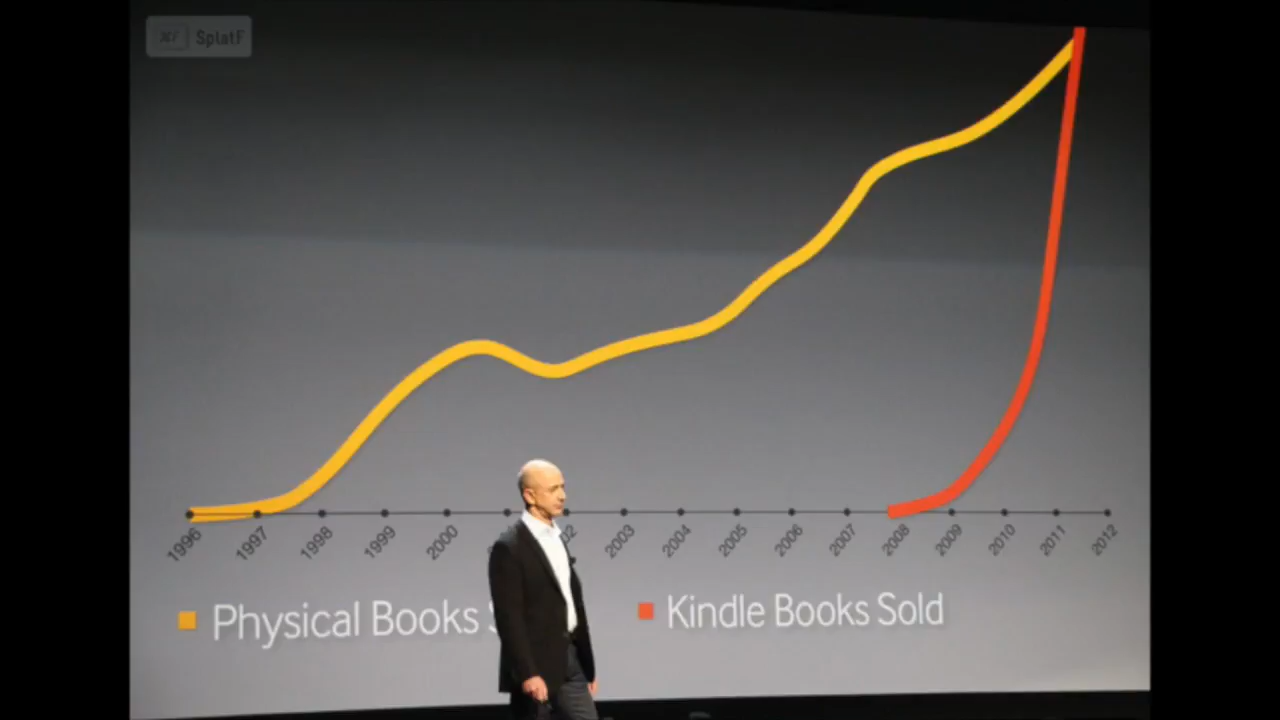 ⌘F SplatF
1996 1997 1998 1999 2000 2003 2004 2005 2006 2007 2008 2009 2010 2011 2012
Physical Books
Kindle Books Sold